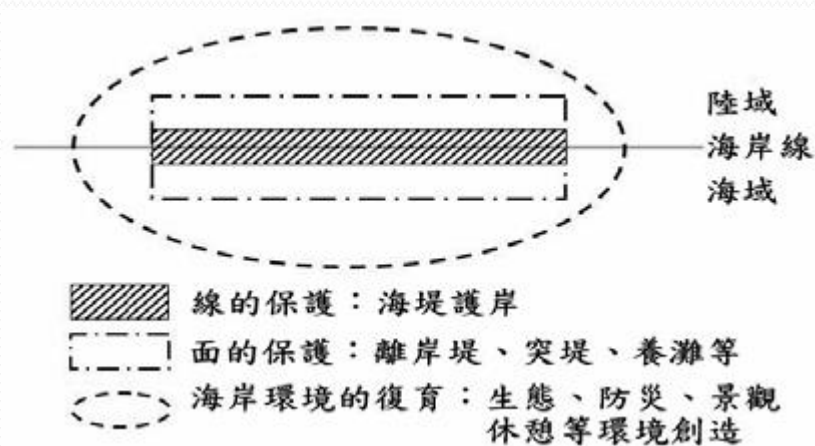 陸域
海岸線
海域
線的保護：海堤護岸
面的保護：離岸堤、突堤、養灘等
海岸環境的復育：生態、防災、景觀
休憩等環境創造